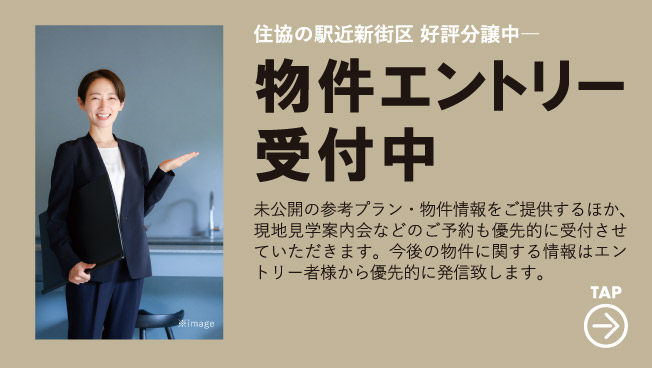 住協の駅近新街区 好評分譲中―
物件エントリー
受付中
未公開の参考プラン・物件情報をご提供するほか、
現地見学案内会などのご予約も優先的に受付させ
ていただきます。今後の物件に関する情報はエン
トリー者様から優先的に発信致します。
※image
TAP